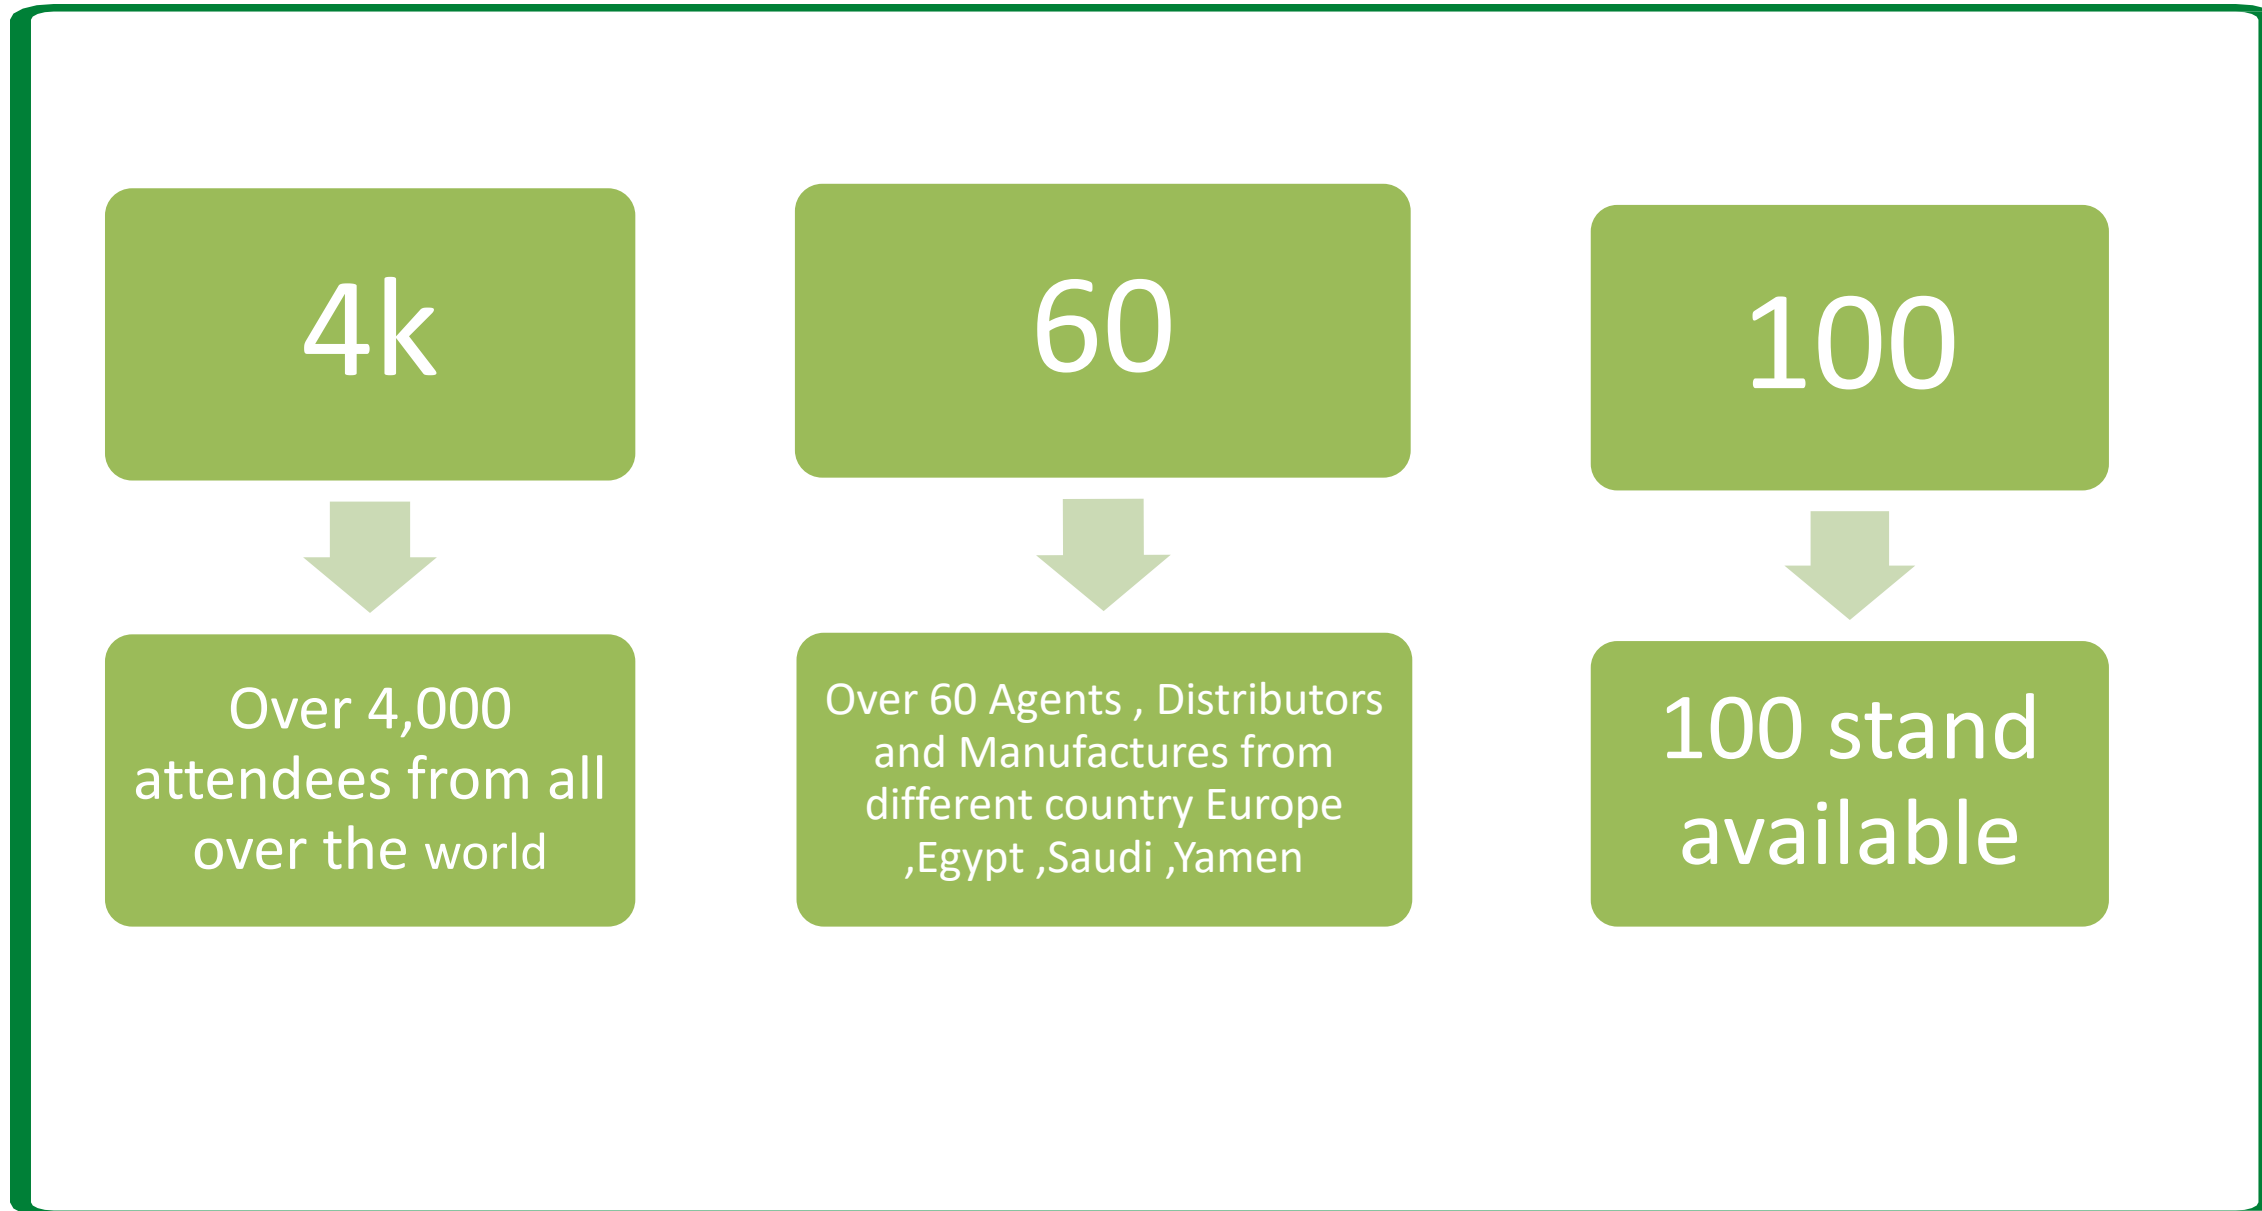 4k
Over 4,000
attendees from all
over the world
60
Over 60 Agents , Distributors
and Manufactures from
different country Europe
,Egypt ,Saudi ,Yamen
100
100 stand
available